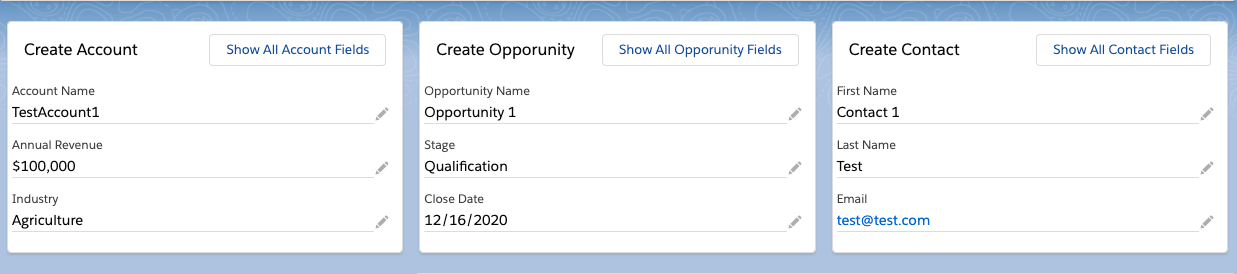 Create Account
Show All Account Fields
Account Name
TestAccount1
Annual Revenue
$100,000
Industry
Agriculture
Create Opporunity
Show All Opporunity Fields
Opportunity Name
Opportunity 1
Stage
Qualification
Close Date
12/16/2020
Create Contact
Show All Contact Fields
First Name
Contact 1
Last Name
Test
Email
test@test.com